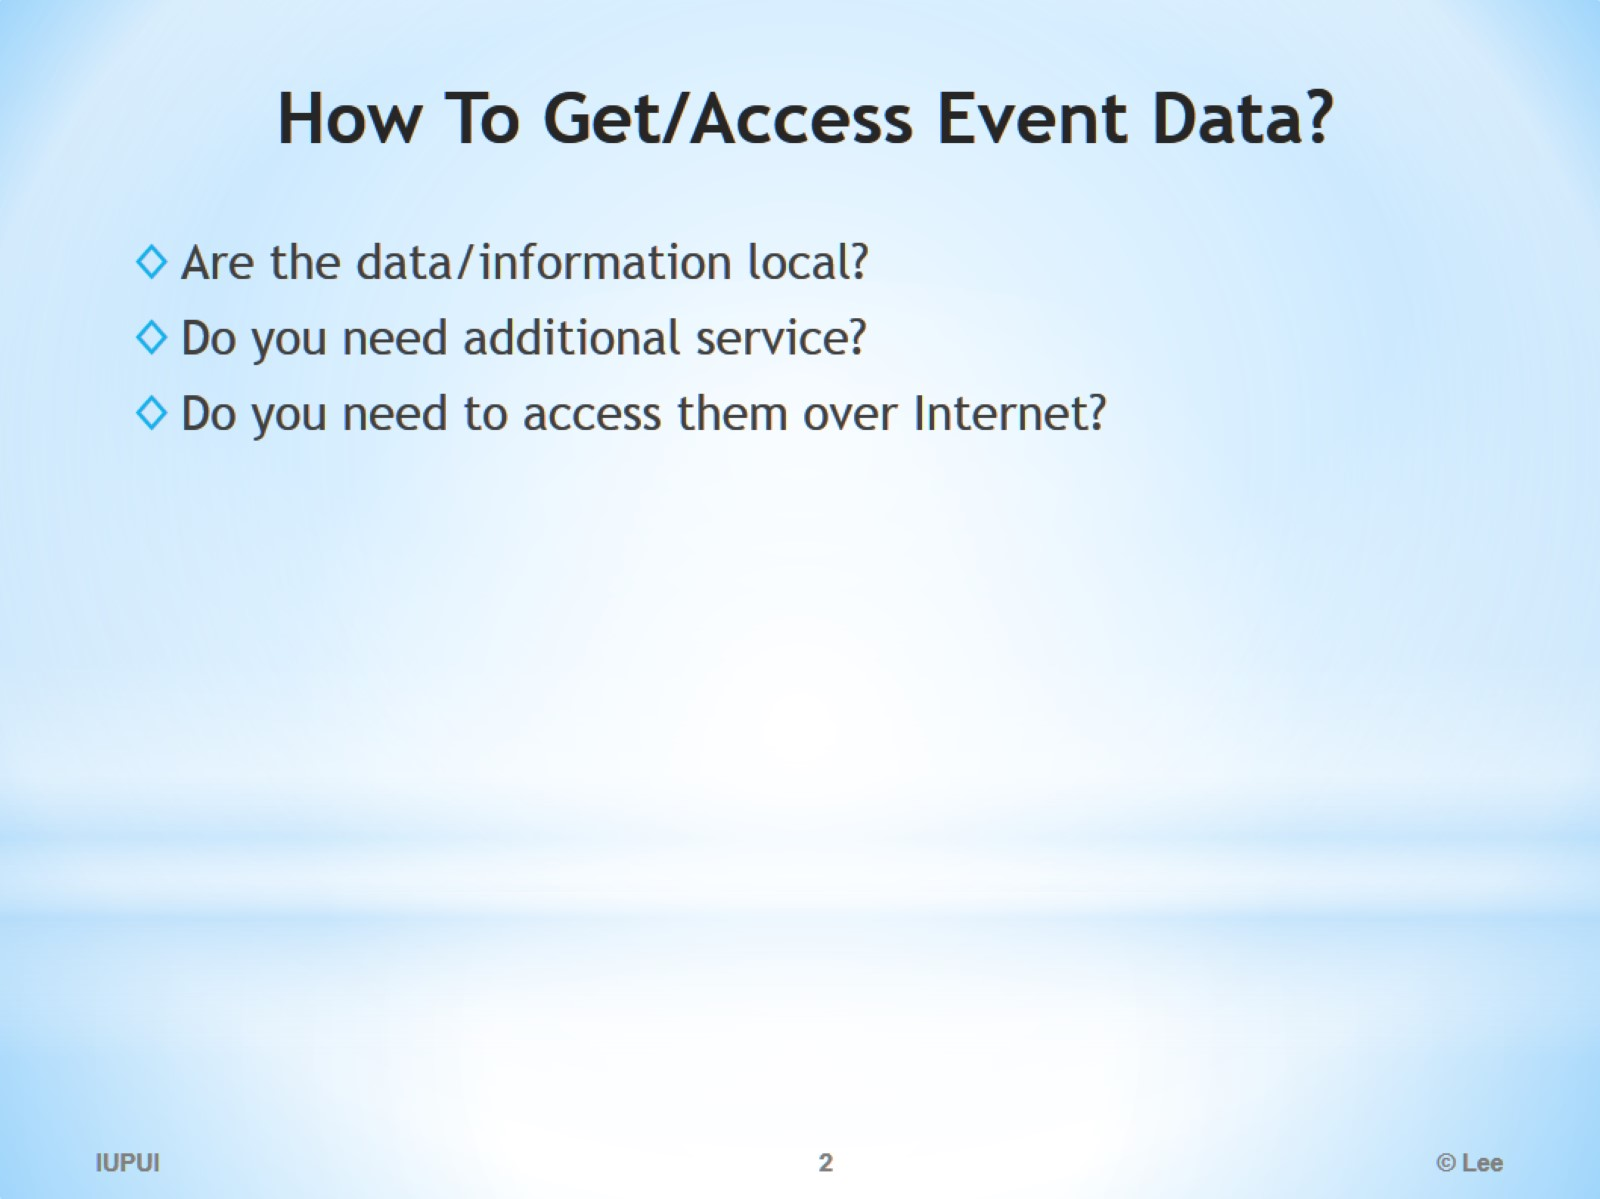 How To Get/Access Event Data?
◇ Are the data/information local?
◇ Do you need additional service?
◇ Do you need to access them over Internet?
IUPUI
2
© Lee